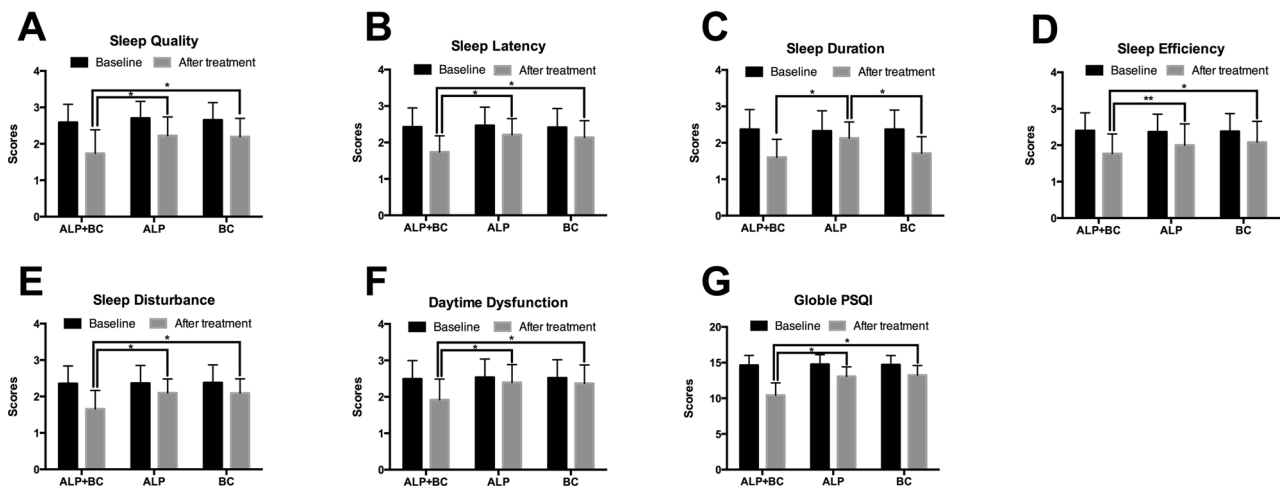 A
Sleep Quality
Baseline After treatment
Scores
4
3
2
1
0
*
*
ALP+BC ALP BC
B
Sleep Latency
Baseline After treatment
Scores
4
3
2
1
0
*
*
ALP+BC ALP BC
C
Sleep Duration
Baseline After treatment
Scores
4
3
2
1
0
* *
ALP+BC ALP BC
D
Sleep Efficiency
Baseline After treatment
Scores
4
3
2
1
0
*
**
ALP+BC ALP BC
E
Sleep Disturbance
Baseline After treatment
Scores
4
3
2
1
0
*
*
ALP+BC ALP BC
F
Daytime Dysfunction
Baseline After treatment
Scores
4
3
2
1
0
*
*
ALP+BC ALP BC
G
Globle PSQI
Baseline After treatment
Scores
20
15
10
5
0
*
*
ALP+BC ALP BC